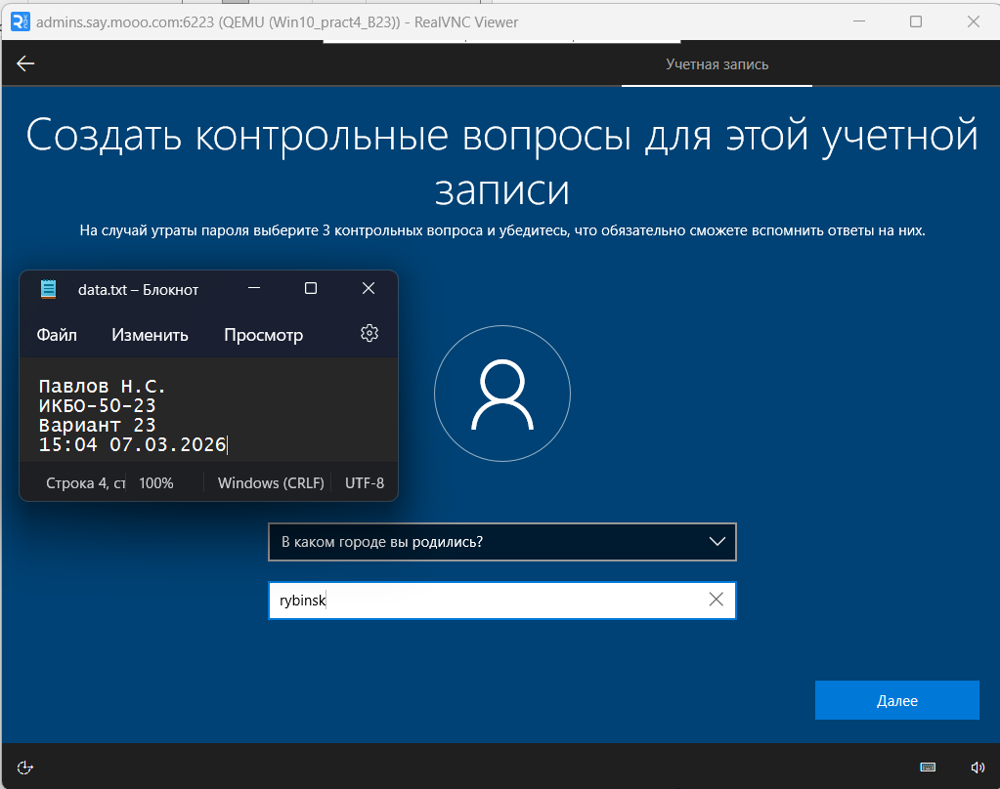 admins.say.mooo.com:6223 (QEMU (Win10_pract4_B23)) - RealVNC Viewer
Учетная запись
Создать контрольные вопросы для этой учетной
записи
На случай утраты пароля выберите 3 контрольных вопроса и убедитесь, что обязательно сможете вспомнить ответы на них.
data.txt – Блокнот
Файл Изменить Просмотр
Павлов Н.С.
ИКБО-50-23
Вариант 23
15:04 07.03.2026
Строка 4, ст 100% Windows (CRLF) UTF-8
В каком городе вы родились?
rybinsk
Далее